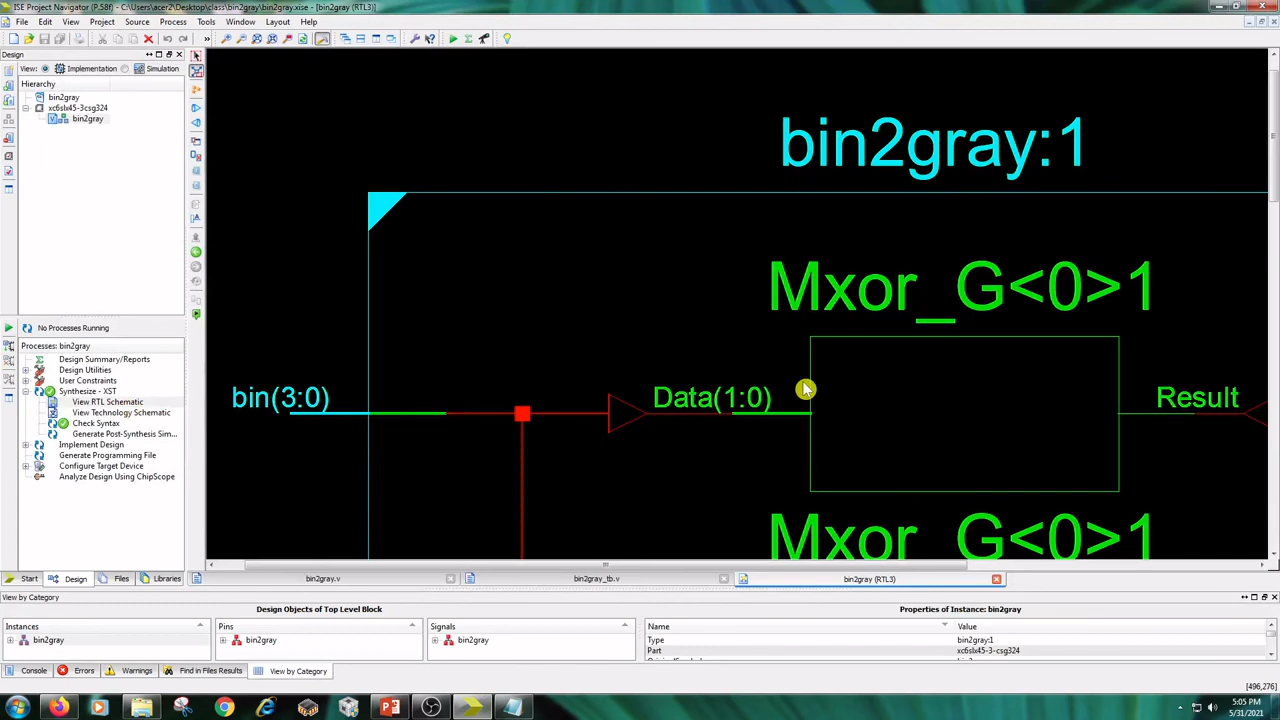 ISE Project Navigator (P.58f) - C:\Users\acer2\Desktop\class\bin2gray\bin2gray.xise - [bin2gray (RTL3)]
File Edit View Project Source Process Tools Window Layout Help
Design
View: Implementation Simulation
Hierarchy
bin2gray
xc6slx45-3csg324
bin2gray
No Processes Running
Processes: bin2gray
Design Summary/Reports
Design Utilities
User Constraints
Synthesize - XST
View RTL Schematic
View Technology Schematic
Check Syntax
Generate Post-Synthesis Sim...
Implement Design
Generate Programming File
Configure Target Device
Analyze Design Using ChipScope
Start Design Files Libraries
bin2gray:1
Mxor_G<0>1
bin(3:0) Data(1:0) Result
Mxor_G<0>1
bin2gray.v bin2gray_tb.v bin2gray (RTL3)
View by Category
Design Objects of Top Level Block Properties of Instance: bin2gray
Instances Pins Signals Name Value
bin2gray bin2gray bin2gray Type bin2gray:1
Part xc6slx45-3-csg324
Console Errors Warnings Find in Files Results View by Category
[496,276]
5:05 PM
5/31/2021